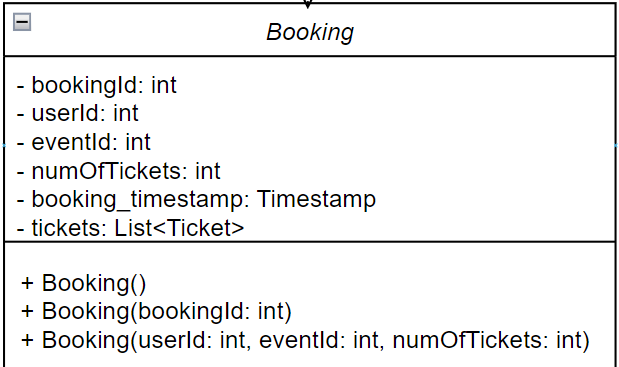 Booking
- bookingId: int
- userId: int
- eventId: int
- numOfTickets: int
- booking_timestamp: Timestamp
- tickets: List<Ticket>
+ Booking()
+ Booking(bookingId: int)
+ Booking(userId: int, eventId: int, numOfTickets: int)